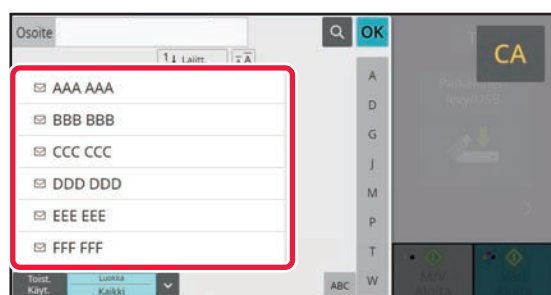 Osoite
OK
CA
Lajitt.
AAA AAA
BBB BBB
CCC CCC
DDD DDD
EEE EEE
FFF FFF
A
D
G
J
M
P
T
W
Toist.
Käyt.
Luokka
Kaikki
ABC